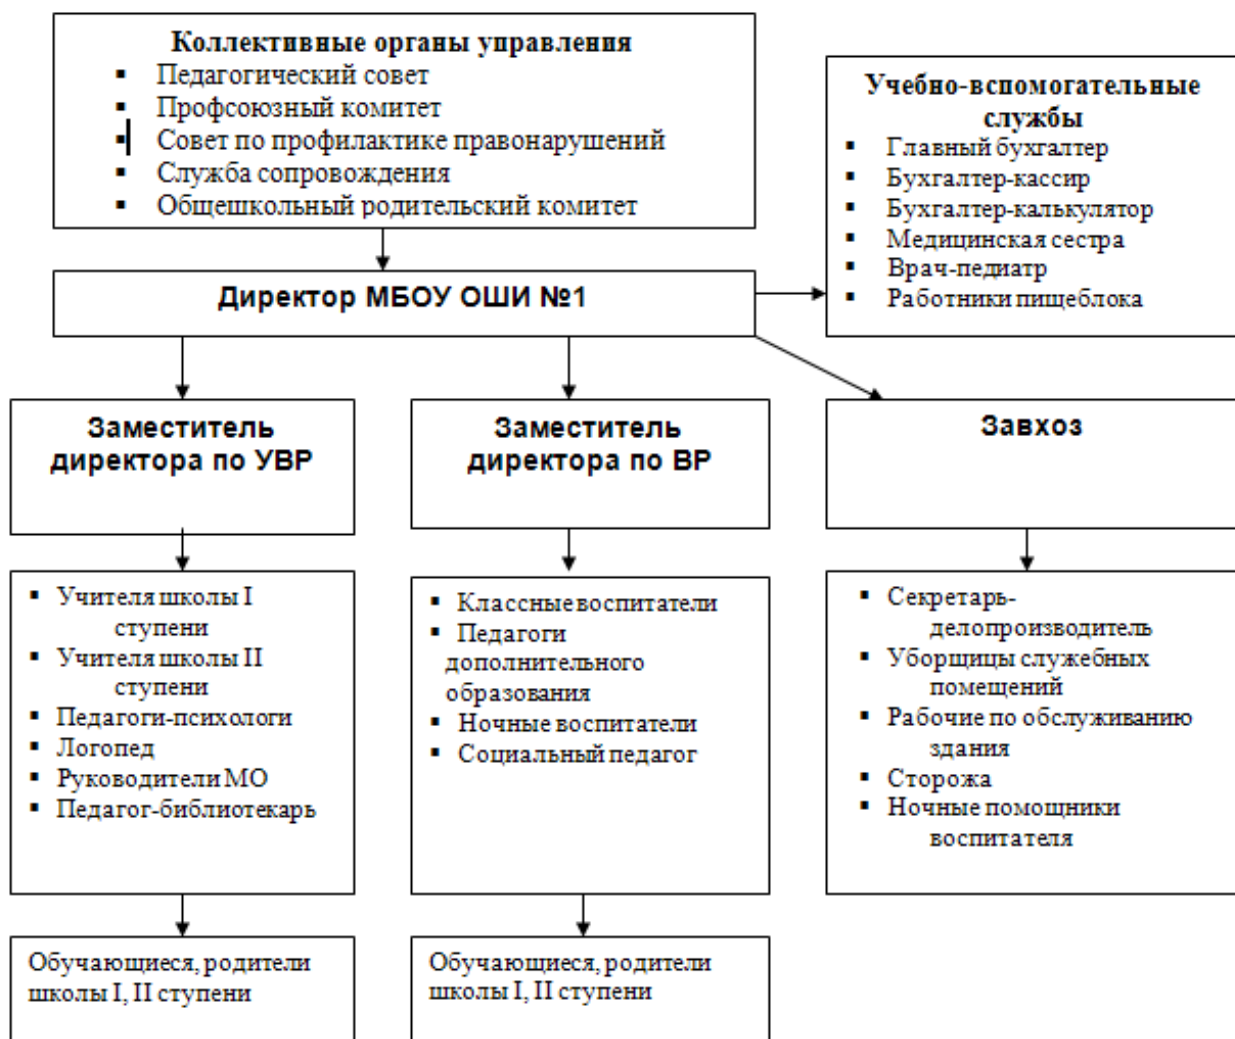 Коллективные органы управления
▪ Педагогический совет
▪ Профсоюзный комитет
▪ Совет по профилактике правонарушений
▪ Служба сопровождения
▪ Общешкольный родительский комитет
Учебно-вспомогательные
службы
▪ Главный бухгалтер
▪ Бухгалтер-кассир
▪ Бухгалтер-калькулятор
▪ Медицинская сестра
▪ Врач-педиатр
▪ Работники пищеблока
Директор МБОУ ОШИ №1
Заместитель
директора по УВР
Заместитель
директора по ВР
Завхоз
▪ Учителя школы I
ступени
▪ Учителя школы II
ступени
▪ Педагоги-психологи
▪ Логопед
▪ Руководители МО
▪ Педагог-библиотекарь
▪ Классные воспитатели
▪ Педагоги
дополнительного
образования
▪ Ночные воспитатели
▪ Социальный педагог
▪ Секретарь-
делопроизводитель
▪ Уборщицы служебных
помещений
▪ Рабочие по обслуживанию
здания
▪ Сторожа
▪ Ночные помощники
воспитателя
Обучающиеся, родители
школы I, II ступени
Обучающиеся, родители
школы I, II ступени